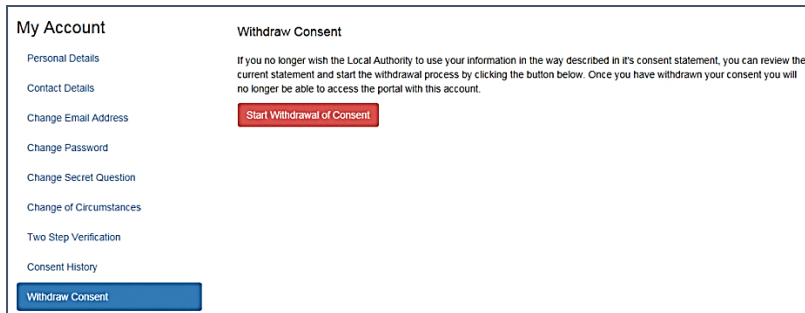 My Account
Personal Details
Contact Details
Change Email Address
Change Password
Change Secret Question
Change of Circumstances
Two Step Verification
Consent History
Withdraw Consent
Withdraw Consent
If you no longer wish the Local Authority to use your information in the way described in it's consent statement, you can review the
current statement and start the withdrawal process by clicking the button below. Once you have withdrawn your consent you will
no longer be able to access the portal with this account.
Start Withdrawal of Consent